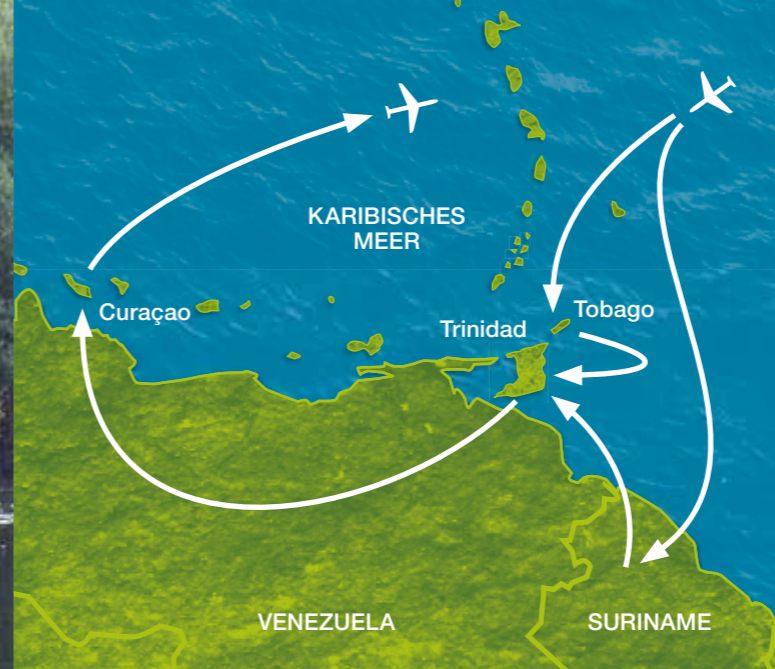 KARIBISCHES
MEER
Curaçao
Trinidad
Tobago
VENEZUELA
SURINAME